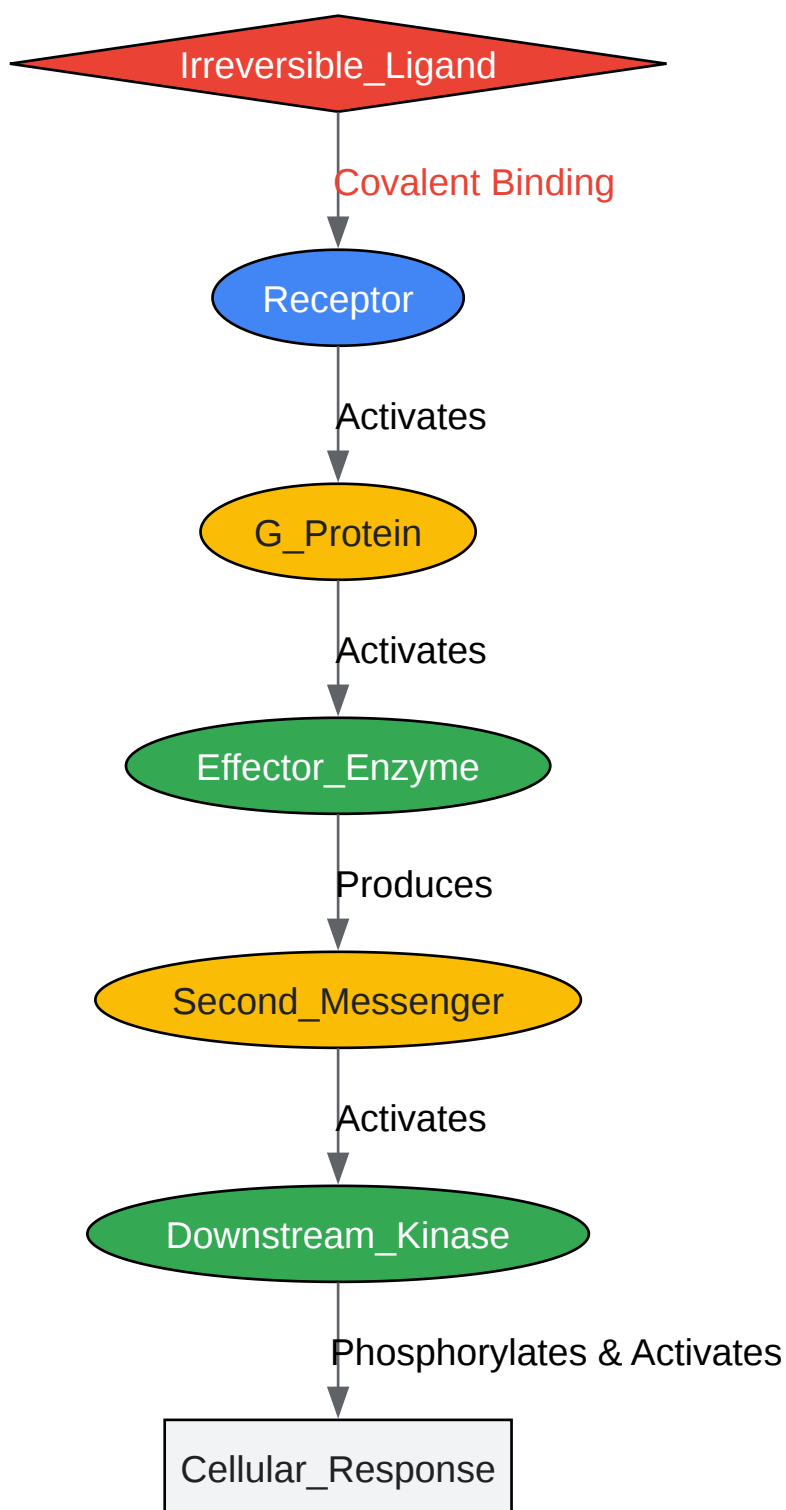 Irreversible_Ligand
Covalent Binding
Receptor
Activates
G_Protein
Activates
Effector_Enzyme
Produces
Second_Messenger
Activates
Downstream_Kinase
Phosphorylates & Activates
Cellular_Response